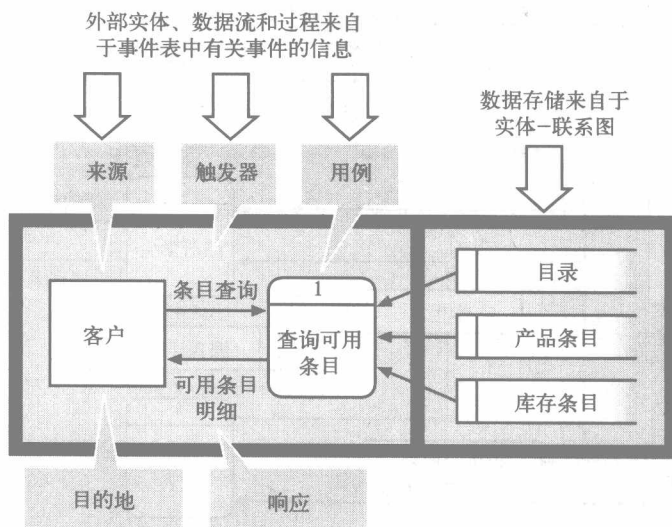 外部实体、数据流和过程来自
于事件表中有关事件的信息
数据存储来自于
实体-联系图
来源
触发器
用例
条目查询
1
目录
客户
查询可用
条目
产品条目
可用条目
明细
库存条目
目的地
响应